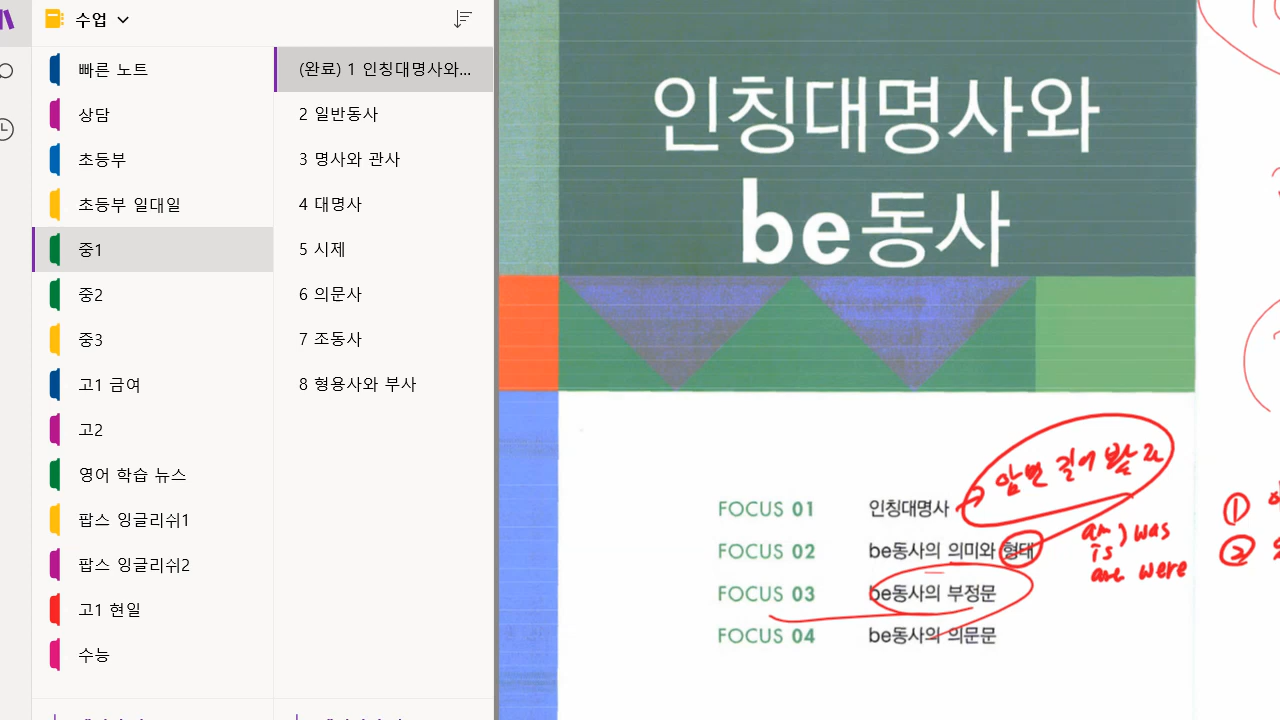 수업
빠른 노트
상담
초등부
초등부 일대일
중1
중2
중3
고1 금여
고2
영어 학습 뉴스
팝스 잉글리쉬1
팝스 잉글리쉬2
고1 현일
수능
(완료) 1 인칭대명사와...
2 일반동사
3 명사와 관사
4 대명사
5 시제
6 의문사
7 조동사
8 형용사와 부사
인칭대명사와
be동사
FOCUS 01 인칭대명사
FOCUS 02 be동사의 의미와 형태
FOCUS 03 be동사의 부정문
FOCUS 04 be동사의 의문문
am ) was
is
are were
①
②